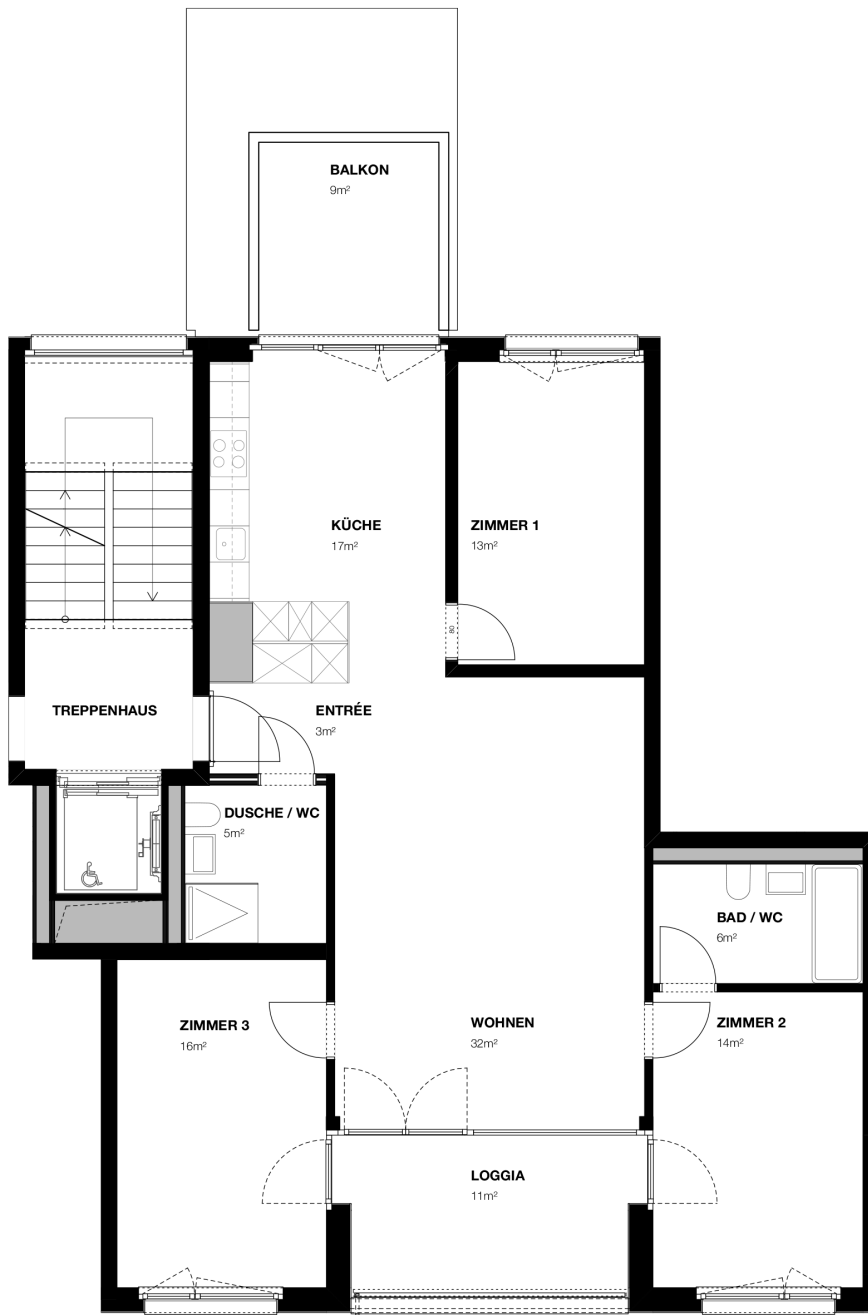 BALKON
9m²
KÜCHE
17m²
ZIMMER 1
13m²
80
TREPPENHAUS
ENTRÉE
3m²
DUSCHE / WC
5m²
BAD / WC
6m²
ZIMMER 3
16m²
WOHNEN
32m²
ZIMMER 2
14m²
LOGGIA
11m²